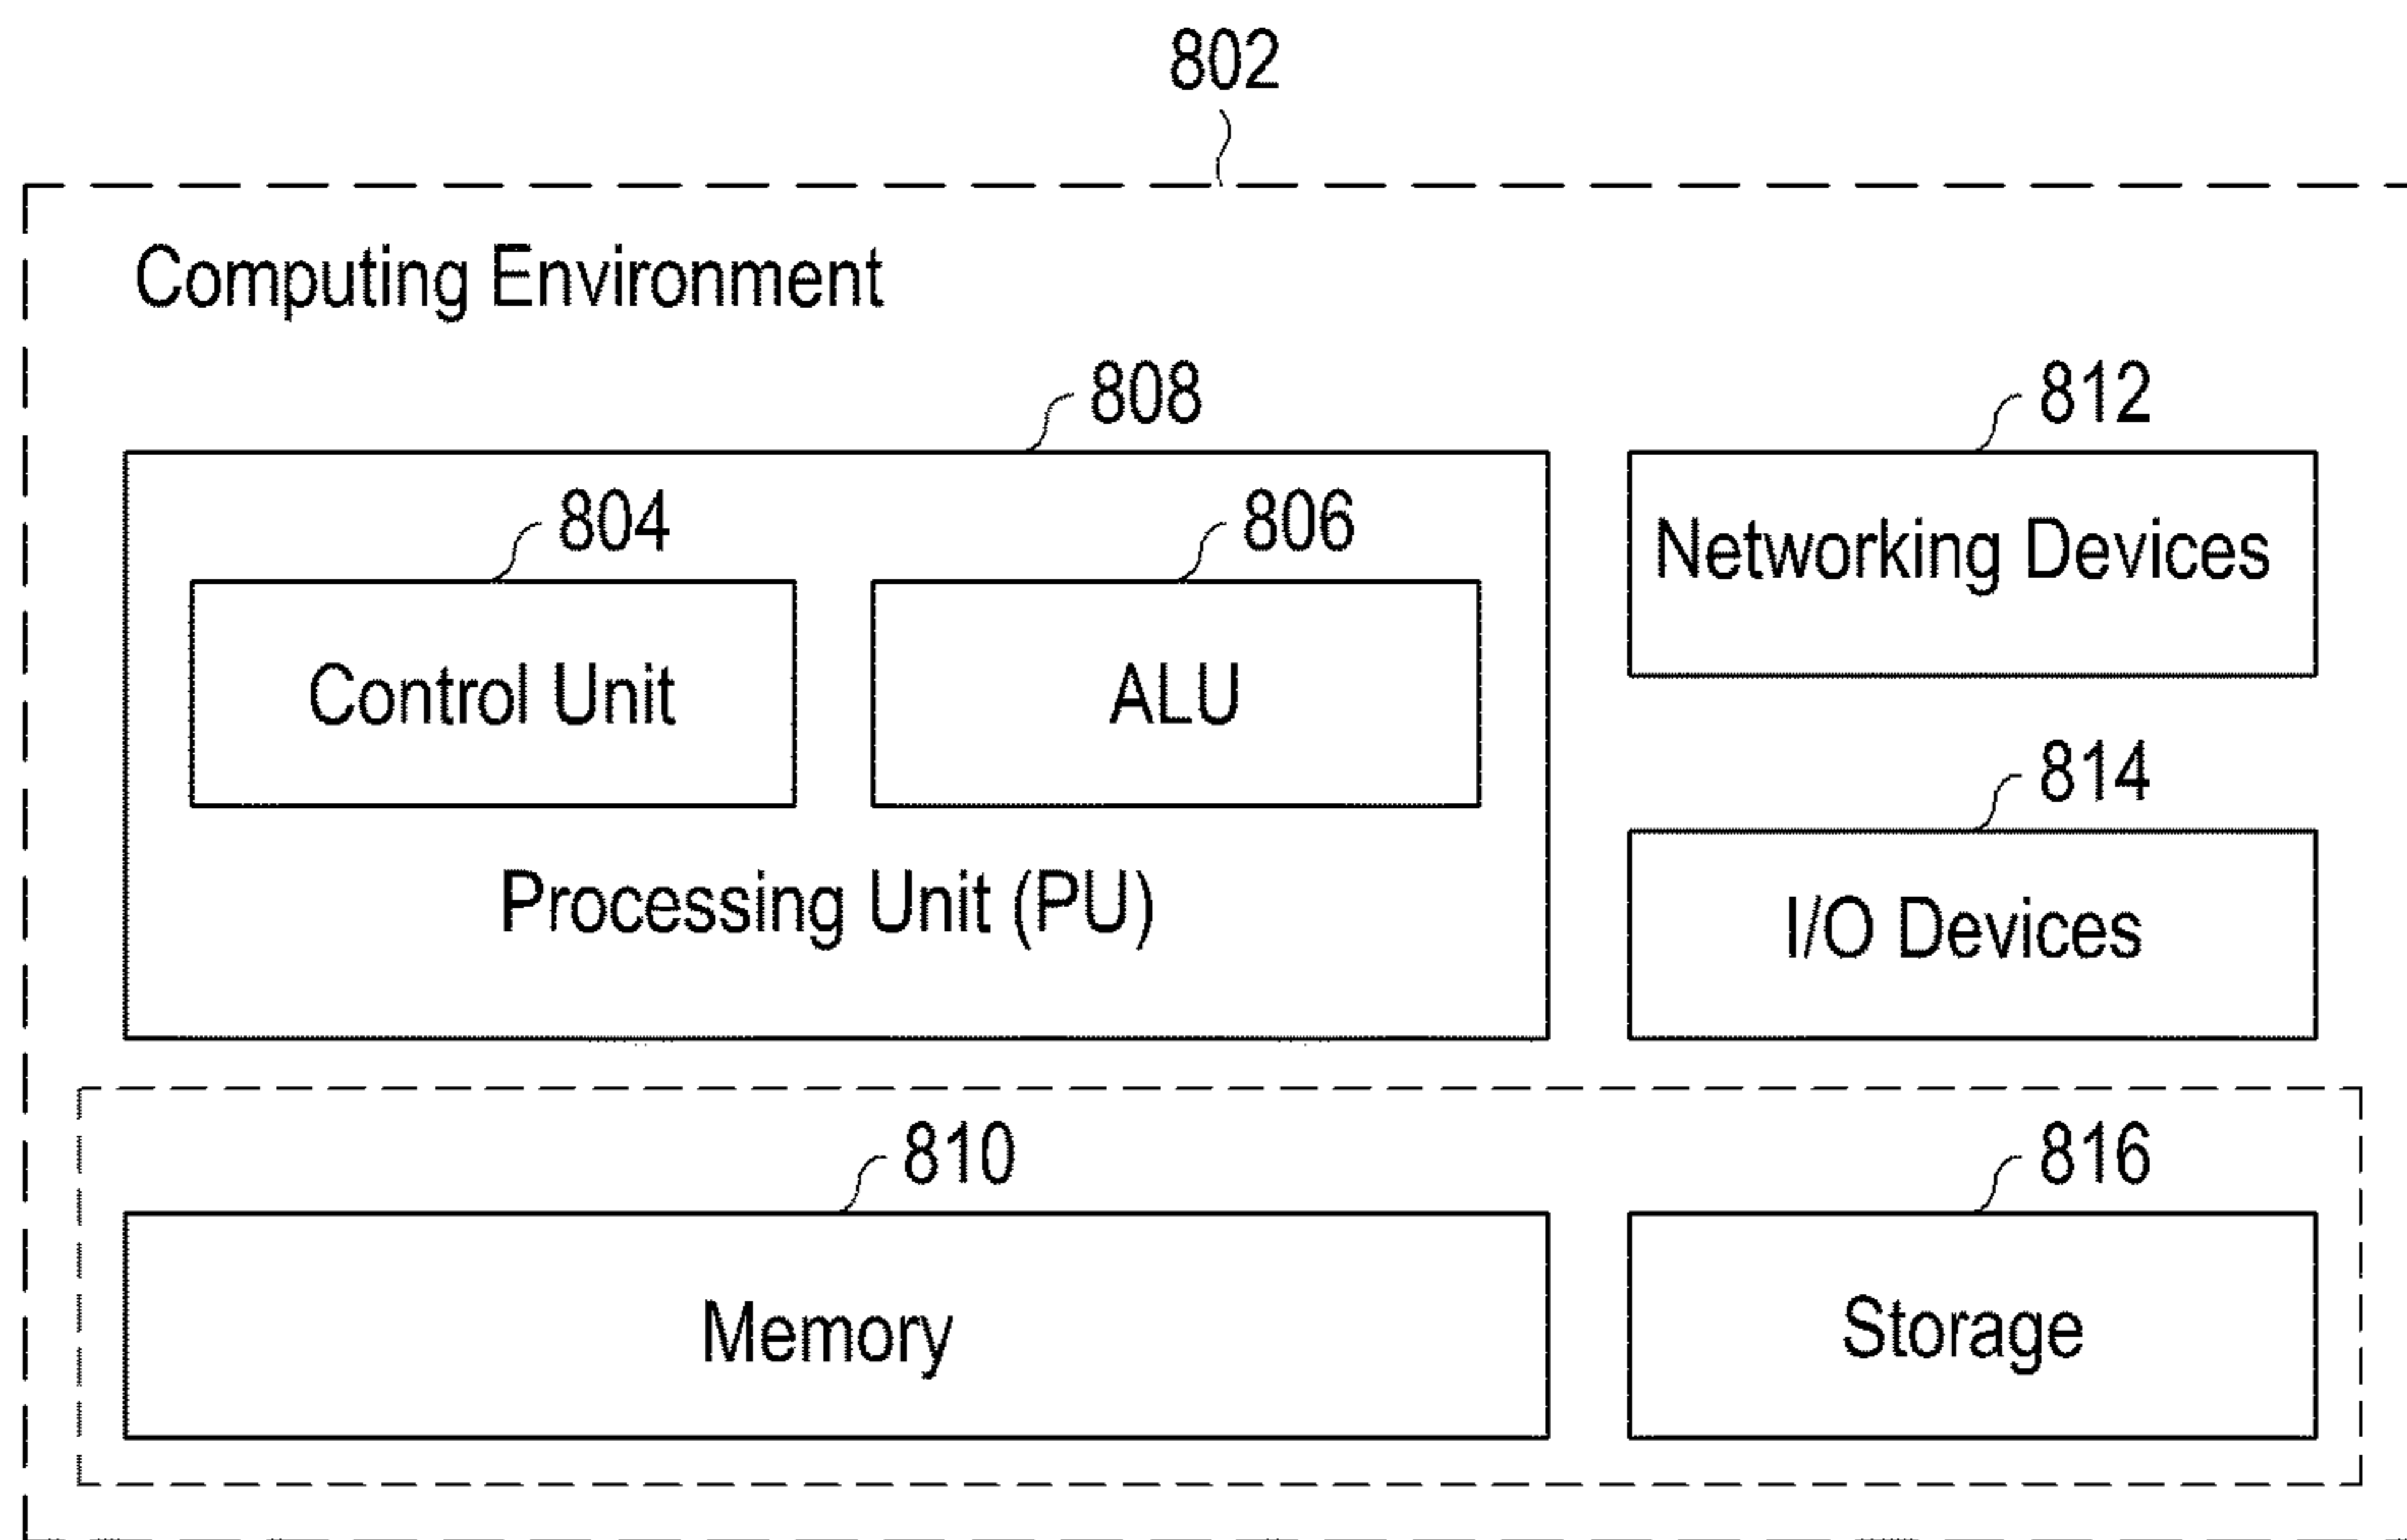 802
Computing Environment
808
812
804
806
Networking Devices
Control Unit
ALU
814
Processing Unit (PU)
I/O Devices
810
816
Memory
Storage